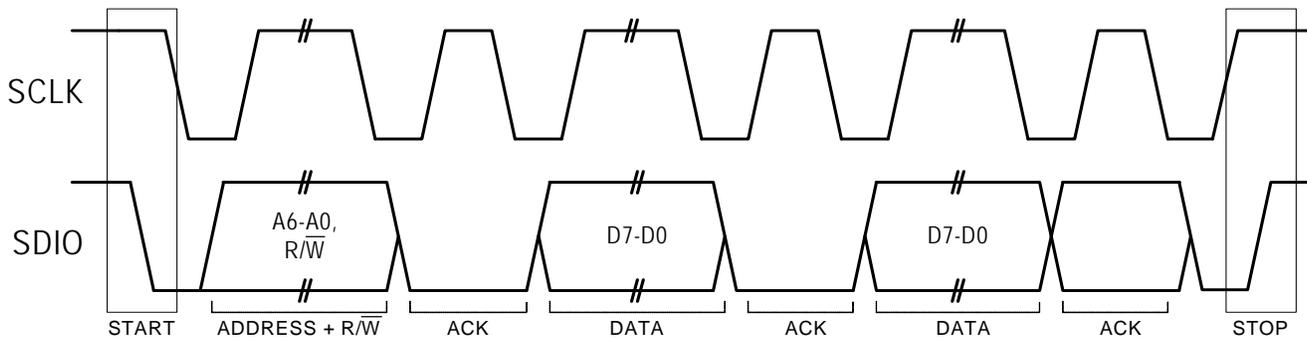 SCLK
SDIO
A6-A0,
R/W̅
D7-D0
D7-D0
START
ADDRESS + R/W̅
ACK
DATA
ACK
DATA
ACK
STOP